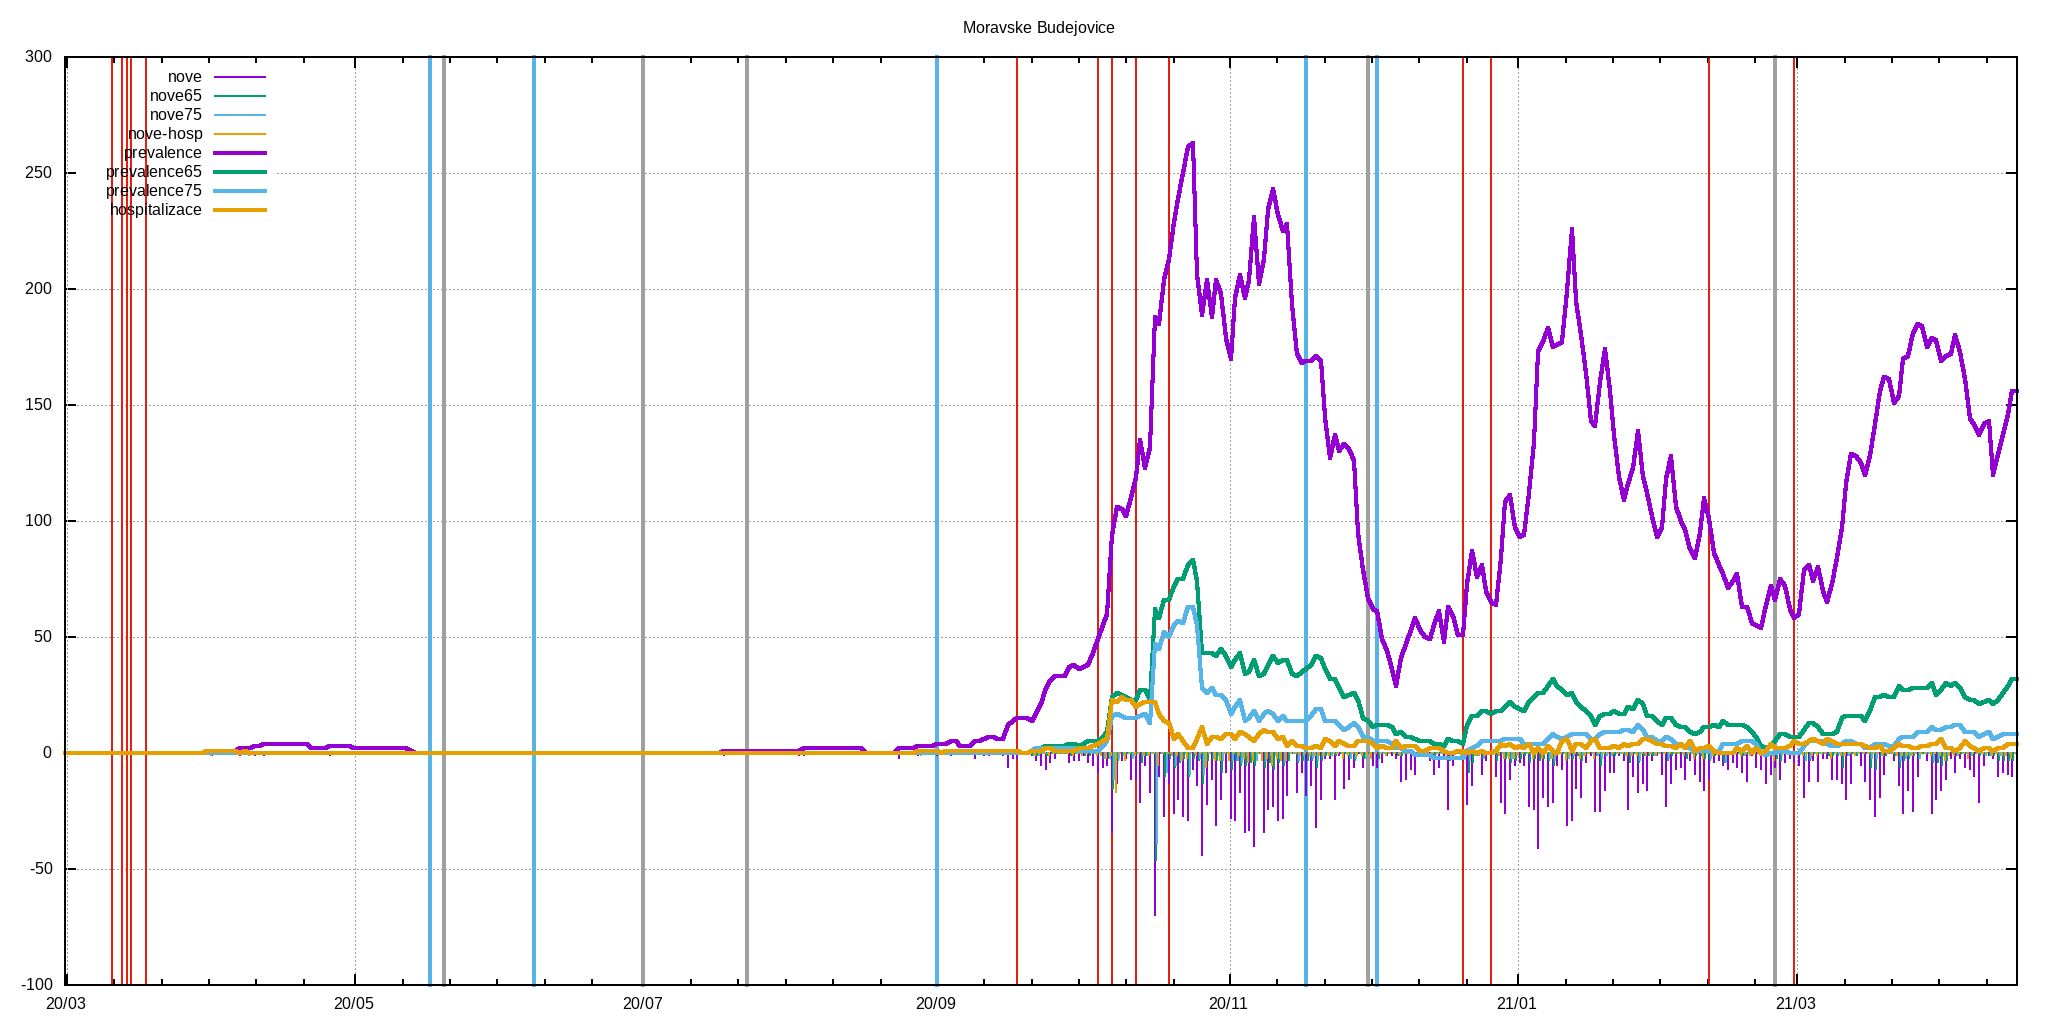 Moravske Budejovice
300
250
200
150
100
50
0
-50
-100
nove
nove65
nove75
nove-hosp
prevalence
prevalence65
prevalence75
hospitalizace
20/03 20/05 20/07 20/09 20/11 21/01 21/03